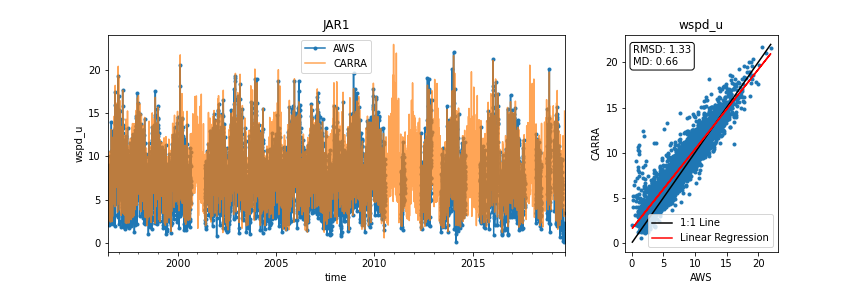 JAR1
wspd_u
20
15
10
5
0
2000
2005
2010
2015
time
AWS
CARRA
wspd_u
CARRA
20
15
10
5
0
0
5
10
15
20
AWS
RMSD: 1.33
MD: 0.66
1:1 Line
Linear Regression